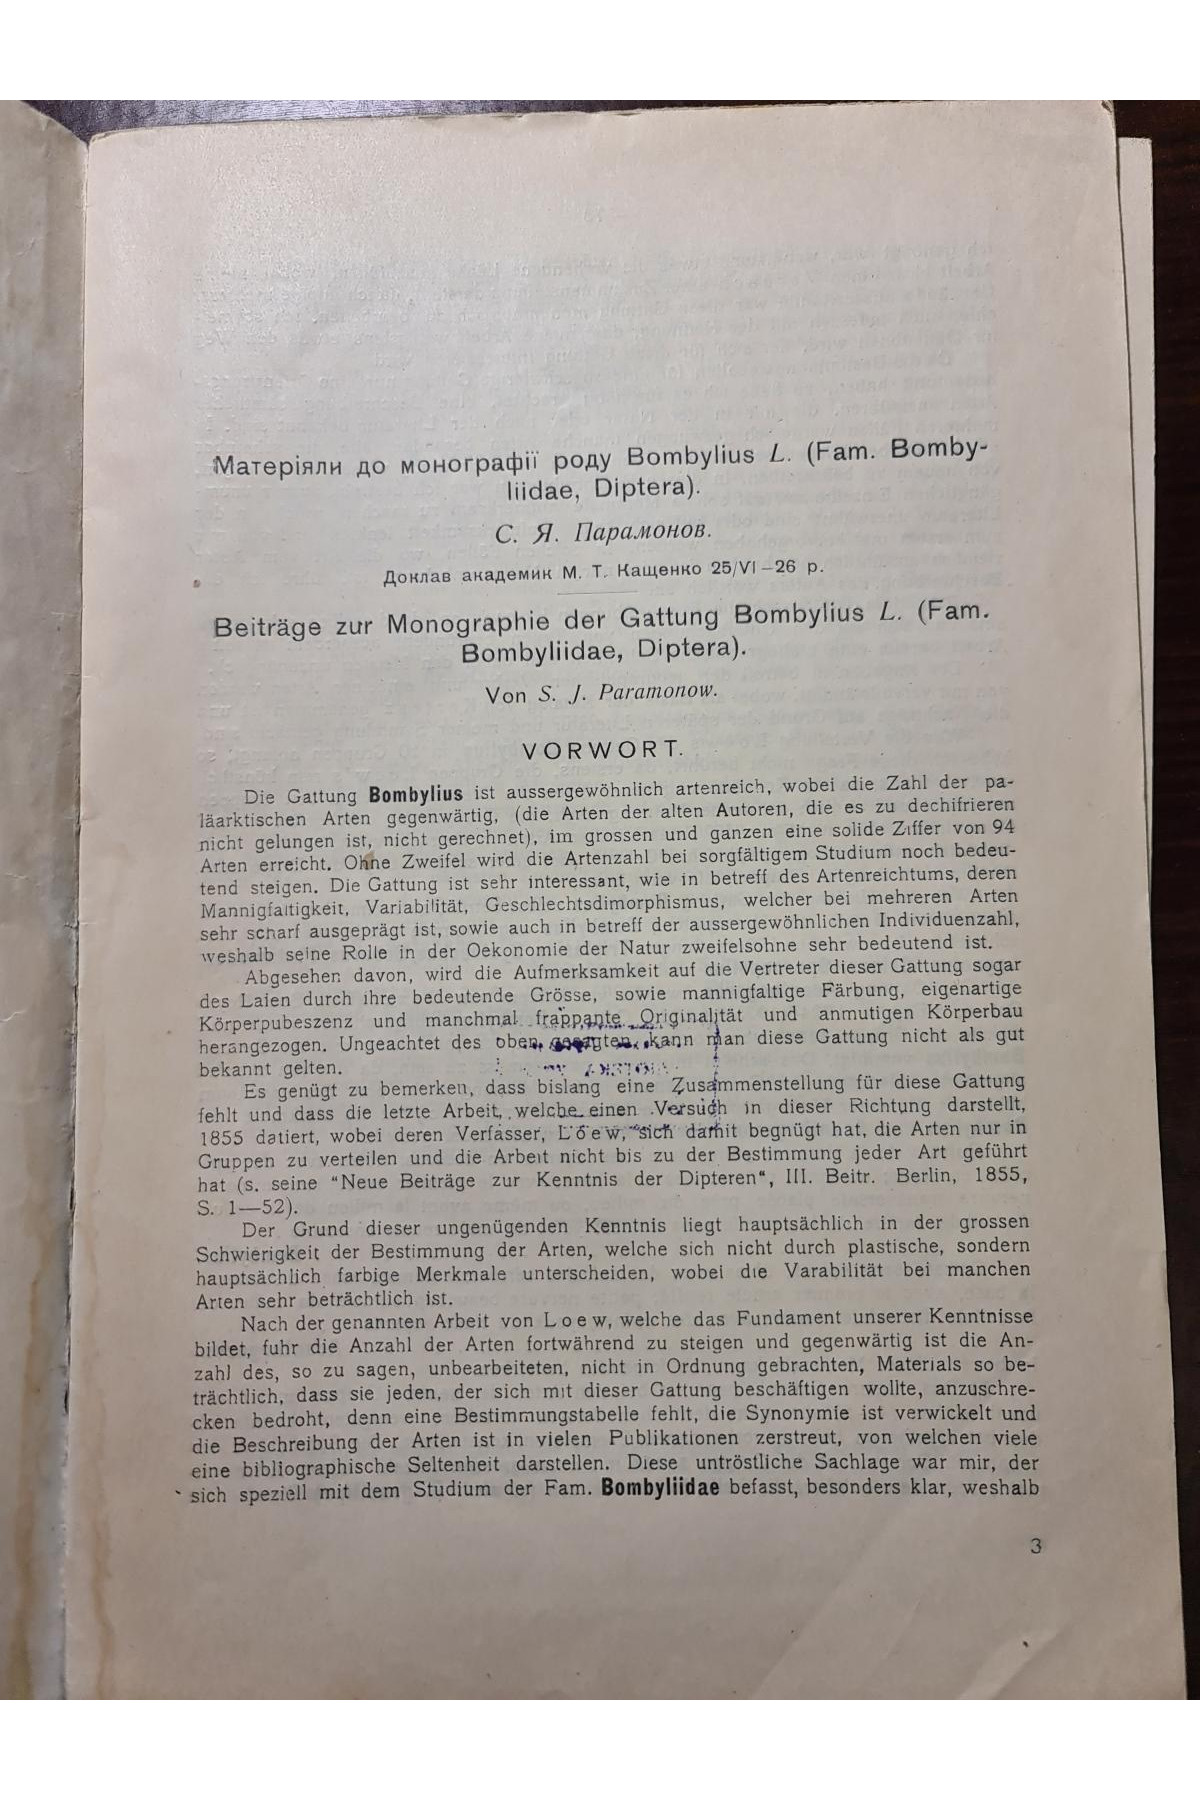 Матеріяли до монографії роду Bombylius L. (Fam. Bomby-
liidae, Diptera).
С. Я. Парамонов.
Доклав академик М. Т. Кащенко 25/VI—26 р.
Beiträge zur Monographie der Gattung Bombylius L. (Fam.
Bombyliidae, Diptera).
Von S. J. Paramonow.
VORWORT.
Die Gattung Bombylius ist aussergewöhnlich artenreich, wobei die Zahl der pa-
läarktischen Arten gegenwärtig, (die Arten der alten Autoren, die es zu dechifrieren
nicht gelungen ist, nicht gerechnet), im grossen und ganzen eine solide Ziffer von 94
Arten erreicht. Ohne Zweifel wird die Artenzahl bei sorgfältigem Studium noch bedeu-
tend steigen. Die Gattung ist sehr interessant, wie in betreff des Artenreichtums, deren
Mannigfaltigkeit, Variabilität, Geschlechtsdimorphismus, welcher bei mehreren Arten
sehr scharf ausgeprägt ist, sowie auch in betreff der aussergewöhnlichen Individuenzahl,
weshalb seine Rolle in der Oekonomie der Natur zweifelsohne sehr bedeutend ist.
Abgesehen davon, wird die Aufmerksamkeit auf die Vertreter dieser Gattung sogar
des Laien durch ihre bedeutende Grösse, sowie mannigfaltige Färbung, eigenartige
Körperpubeszenz und manchmal frappante Originalität und anmutigen Körperbau
herangezogen. Ungeachtet des oben gesagten, kann man diese Gattung nicht als gut
bekannt gelten.
Es genügt zu bemerken, dass bislang eine Zusammenstellung für diese Gattung
fehlt und dass die letzte Arbeit, welche einen Versuch in dieser Richtung darstellt,
1855 datiert, wobei deren Verfasser, Loew, sich damit begnügt hat, die Arten nur in
Gruppen zu verteilen und die Arbeit nicht bis zu der Bestimmung jeder Art geführt
hat (s. seine "Neue Beiträge zur Kenntnis der Dipteren", III. Beitr. Berlin, 1855,
S. 1—52).
Der Grund dieser ungenügenden Kenntnis liegt hauptsächlich in der grossen
Schwierigkeit der Bestimmung der Arten, welche sich nicht durch plastische, sondern
hauptsächlich farbige Merkmale unterscheiden, wobei die Varabilität bei manchen
Arten sehr beträchtlich ist.
Nach der genannten Arbeit von Loew, welche das Fundament unserer Kenntnisse
bildet, fuhr die Anzahl der Arten fortwährend zu steigen und gegenwärtig ist die An-
zahl des, so zu sagen, unbearbeiteten, nicht in Ordnung gebrachten, Materials so be-
trächtlich, dass sie jeden, der sich mit dieser Gattung beschäftigen wollte, anzuschre-
cken bedroht, denn eine Bestimmungstabelle fehlt, die Synonymie ist verwickelt und
die Beschreibung der Arten ist in vielen Publikationen zerstreut, von welchen viele
eine bibliographische Seltenheit darstellen. Diese untröstliche Sachlage war mir, der
sich speziell mit dem Studium der Fam. Bombyliidae befasst, besonders klar, weshalb
3